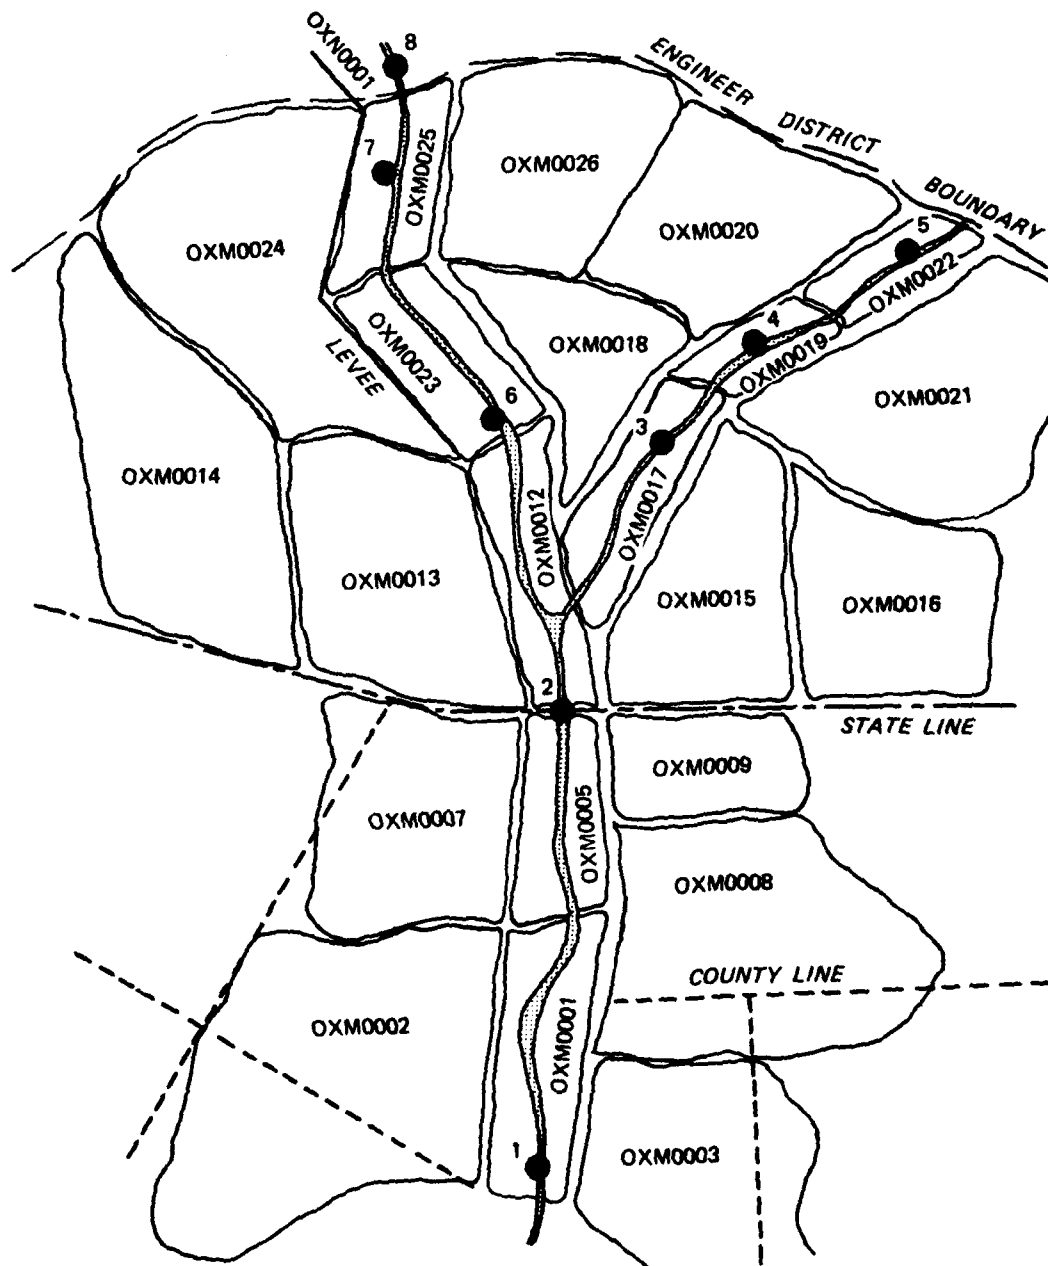 OXN0001
8
ENGINEER DISTRICT BOUNDARY
7
OXM0025
OXM0026
OXM0024
OXM0020
5
OXM0022
4
OXM0019
OXM0018
OXM0023
LEVEE
6
3
OXM0021
OXM0014
OXM0017
OXM0012
OXM0013
OXM0015
OXM0016
2
STATE LINE
OXM0009
OXM0005
OXM0007
OXM0008
COUNTY LINE
OXM0002
OXM0001
1
OXM0003